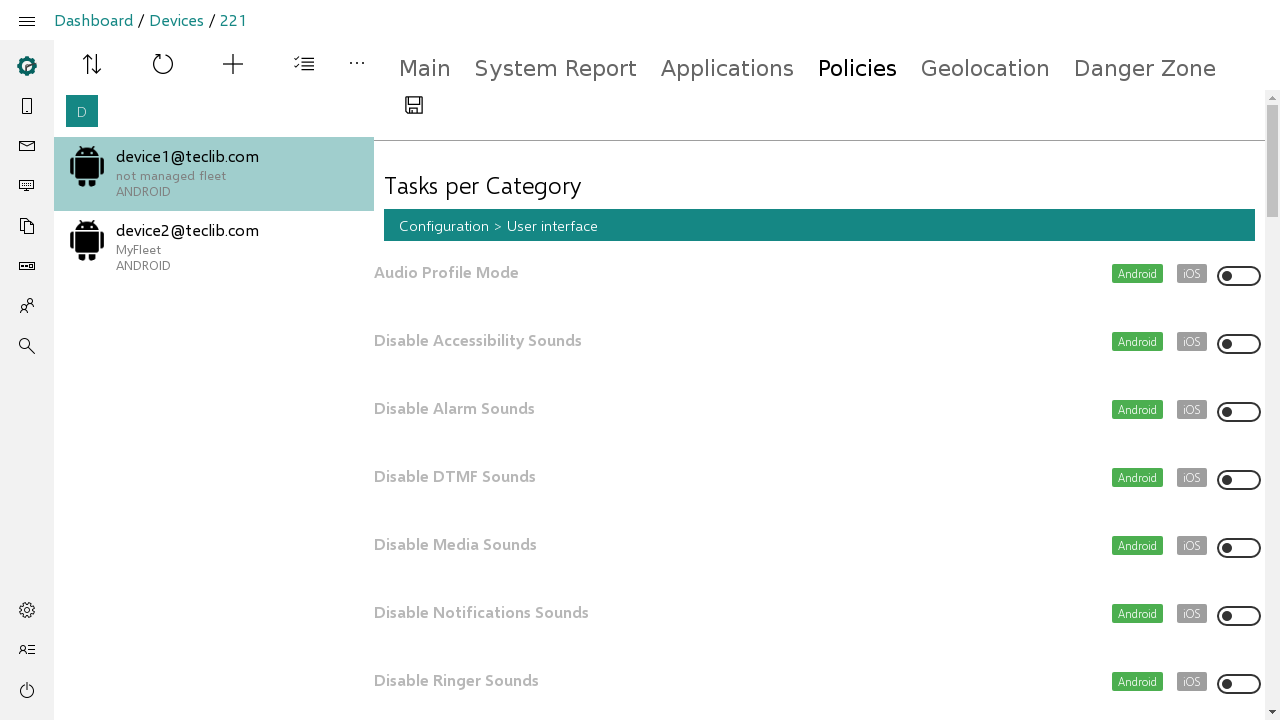 Dashboard / Devices / 221
Main System Report Applications Policies Geolocation Danger Zone
D
device1@teclib.com
not managed fleet
ANDROID
device2@teclib.com
MyFleet
ANDROID
Tasks per Category
Configuration > User interface
Audio Profile Mode Android iOS
Disable Accessibility Sounds Android iOS
Disable Alarm Sounds Android iOS
Disable DTMF Sounds Android iOS
Disable Media Sounds Android iOS
Disable Notifications Sounds Android iOS
Disable Ringer Sounds Android iOS